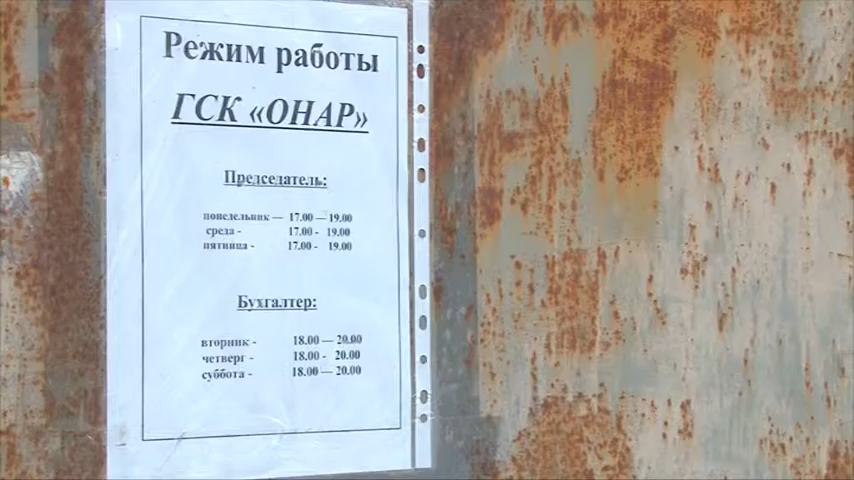 Режим работы
ГСК «ОНАР»
Председатель:
понедельник — 17.00 — 19.00
среда - 17.00 - 19.00
пятница - 17.00 - 19.00
Бухгалтер:
вторник - 18.00 — 20.00
четверг - 18.00 - 20.00
суббота - 18.00 — 20.00